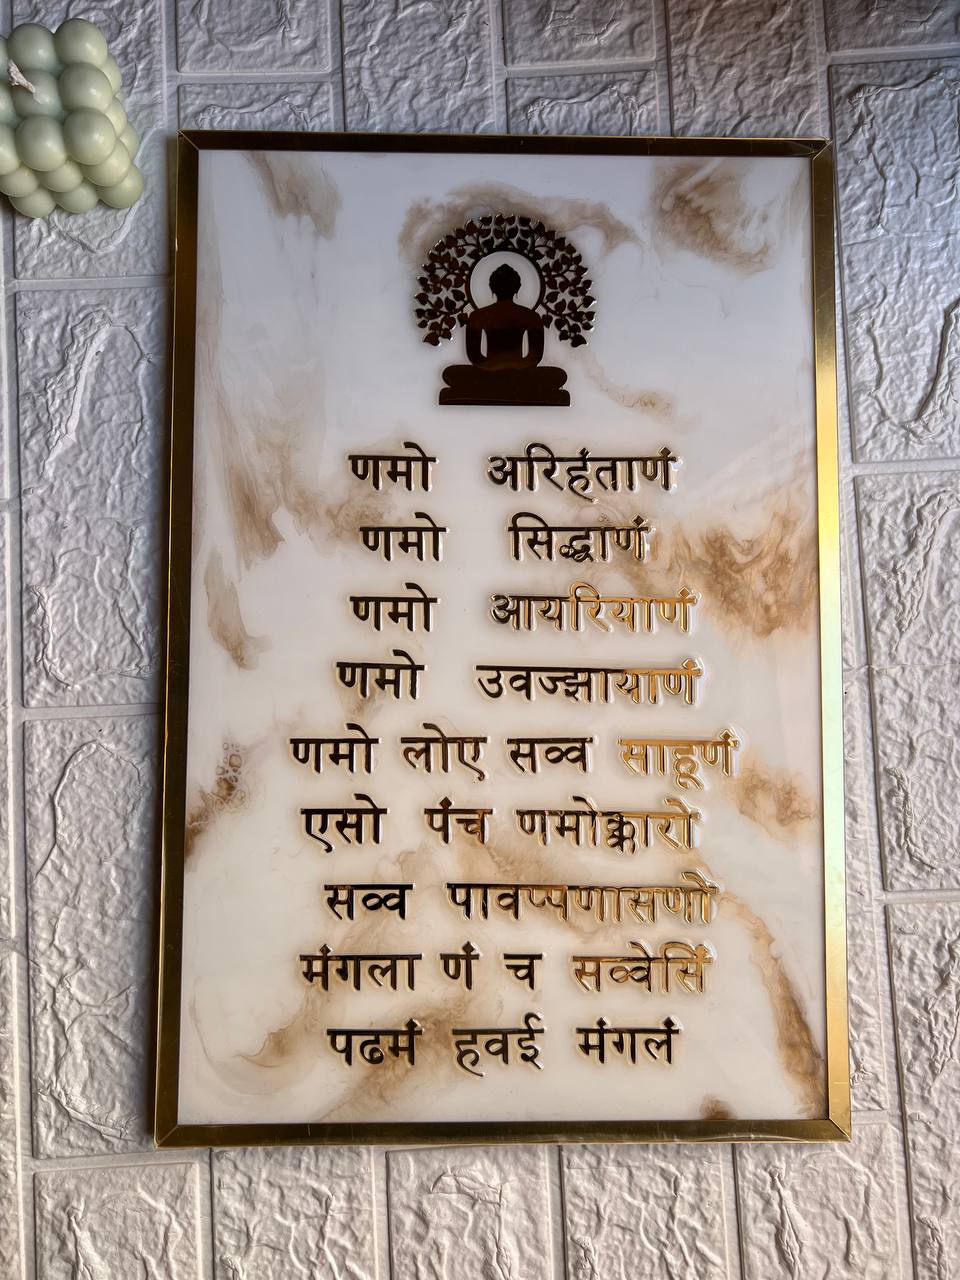 णमो अरिहंताणं
णमो सिद्धाणं
णमो आयरियाणं
णमो उवज्झायाणं
णमो लोए सव्व साहूणं
एसो पंच णमोक्कारो
सव्व पावप्पणासणो
मंगला णं च सव्वेसिं
पढमं हवई मंगलं